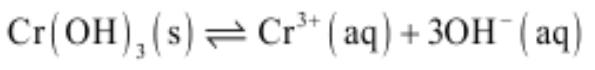 Cr(OH)₃(s) ⇌ Cr³⁺(aq) + 3OH⁻(aq)